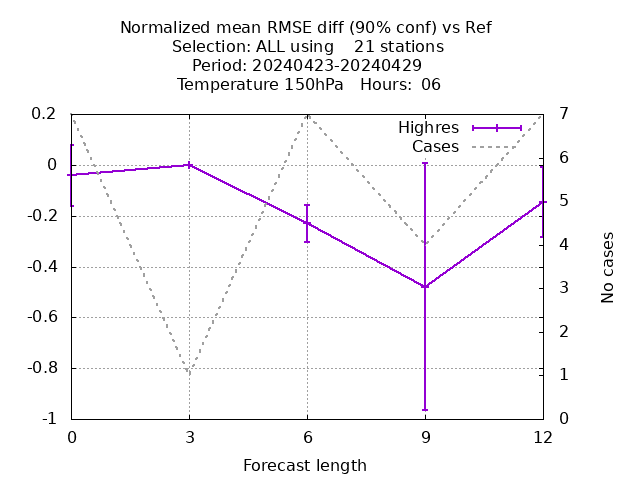 Normalized mean RMSE diff (90% conf) vs Ref
Selection: ALL using    21 stations
Period: 20240423-20240429
Temperature 150hPa   Hours:  06
Highres
Cases
0.2
0
-0.2
-0.4
-0.6
-0.8
-1
7
6
5
4
3
2
1
0
No cases
0 3 6 9 12
Forecast length